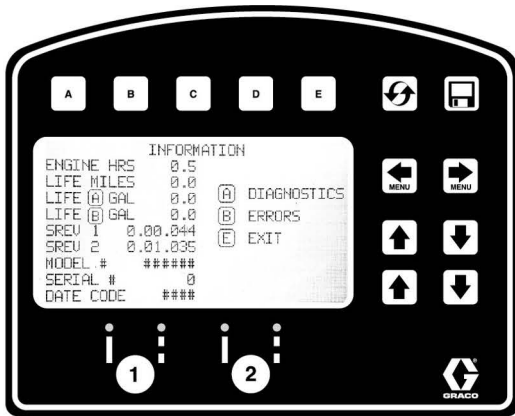 A B C D E
INFORMATION
ENGINE HRS 0.5
LIFE MILES 0.0
LIFE A GAL 0.0
LIFE B GAL 0.0
SREV 1 0.00.044
SREV 2 0.01.035
MODEL # ######
SERIAL # 0
DATE CODE ####
A DIAGNOSTICS
B ERRORS
E EXIT
MENU MENU
1 2
G
GRACO